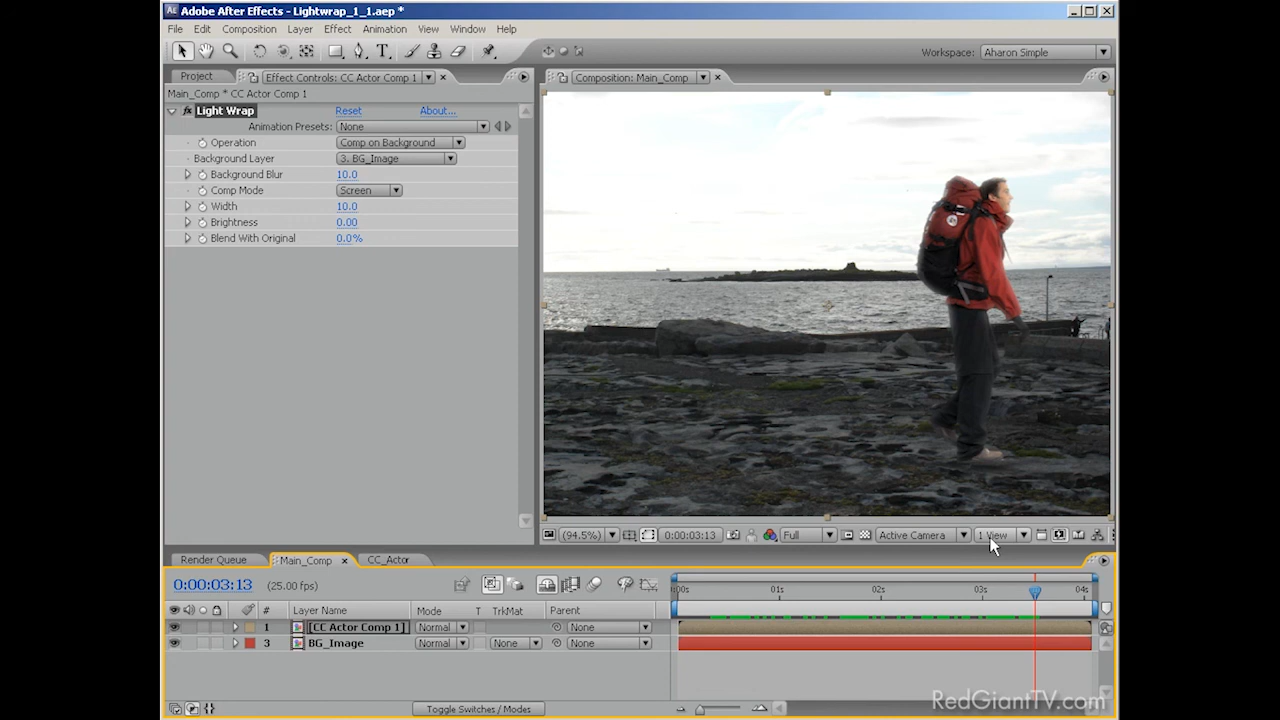 Adobe After Effects - Lightwrap_1_1.aep *
File Edit Composition Layer Effect Animation View Window Help
Workspace: Aharon Simple
Project Effect Controls: CC Actor Comp 1
Composition: Main_Comp
Main_Comp * CC Actor Comp 1
fx Light Wrap Reset About...
Animation Presets: None
Operation Comp on Background
Background Layer 3. BG_Image
Background Blur 10.0
Comp Mode Screen
Width 10.0
Brightness 0.00
Blend With Original 0.0%
(94.5%) 0:00:03:13 Full Active Camera 1 View
Render Queue Main_Comp CC_Actor
0:00:03:13 (25.00 fps)
:00s 01s 02s 03s 04s
# Layer Name Mode T TrkMat Parent
1 [CC Actor Comp 1] Normal None
3 BG_Image Normal None None
Toggle Switches / Modes
RedGiantTV.com